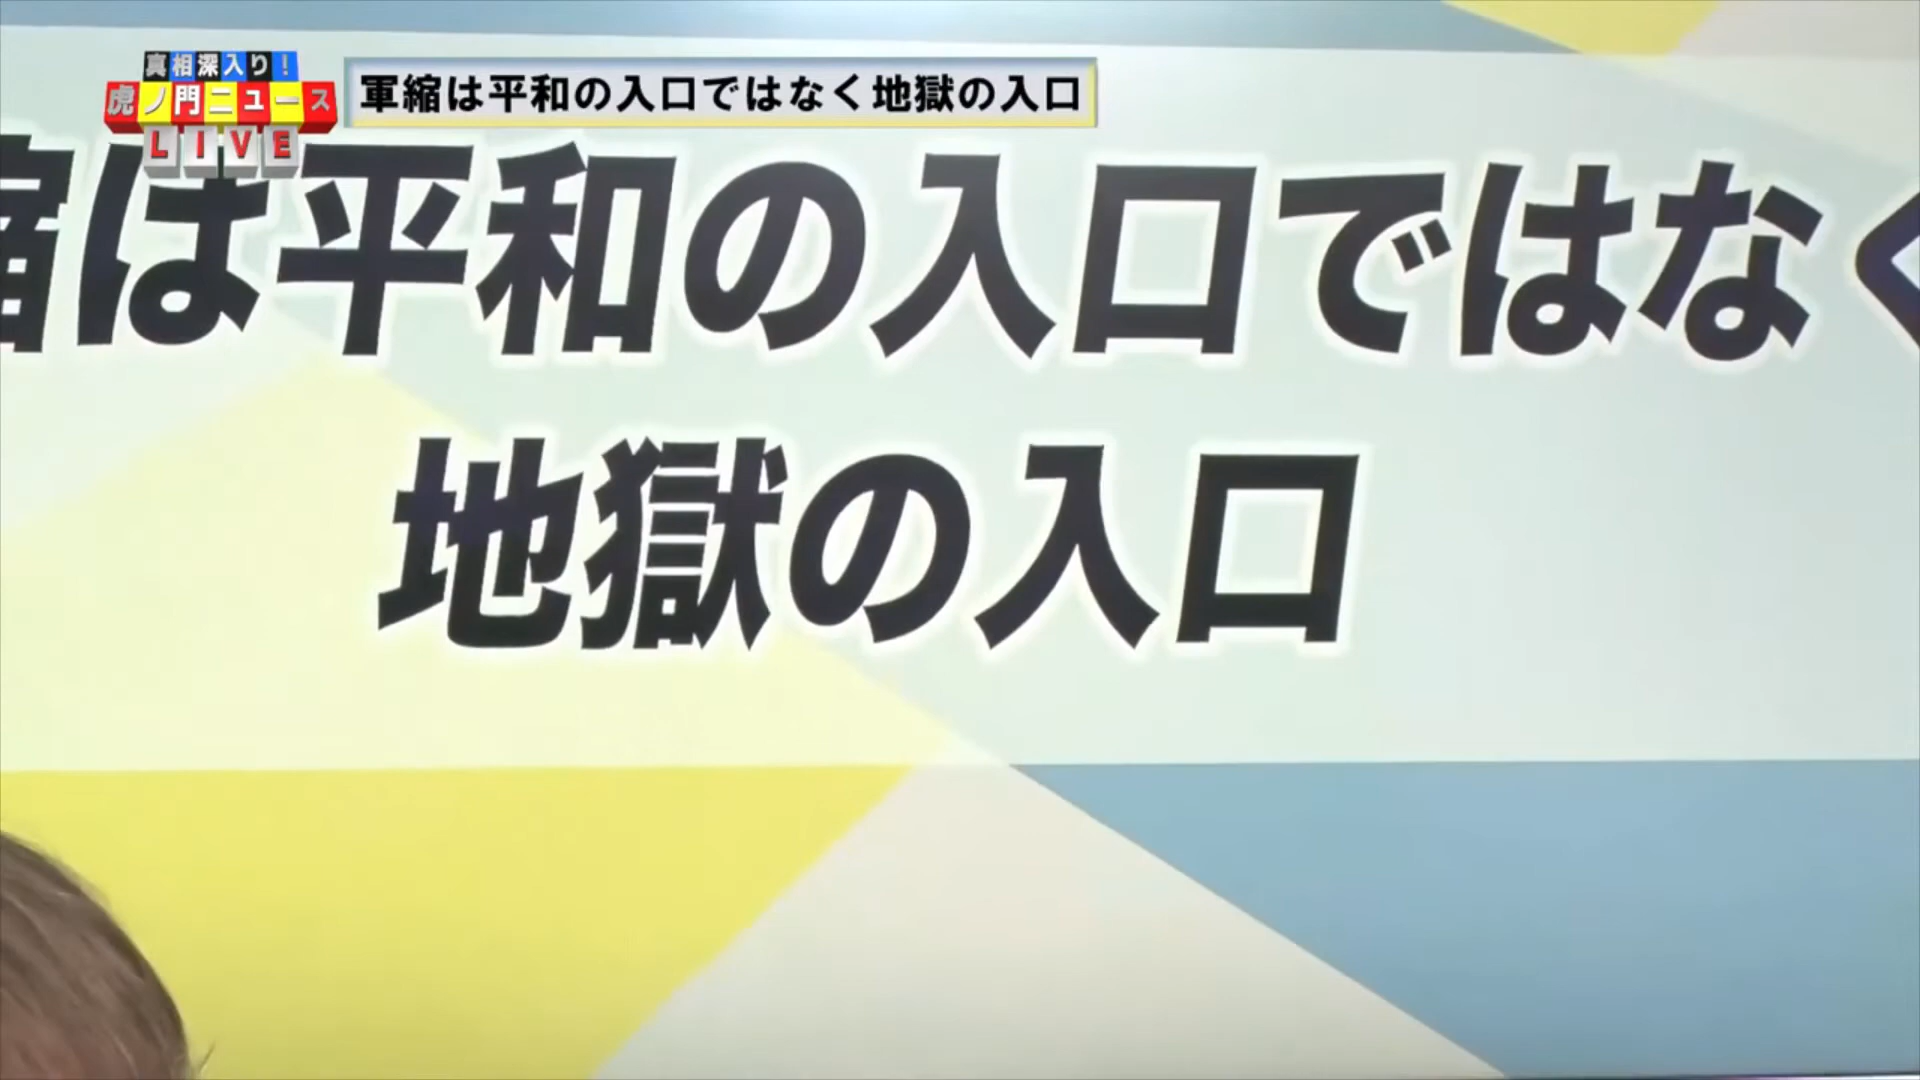 真相深入り!
虎ノ門ニュース
LIVE
軍縮は平和の入口ではなく地獄の入口
縮は平和の入口ではなく
地獄の入口